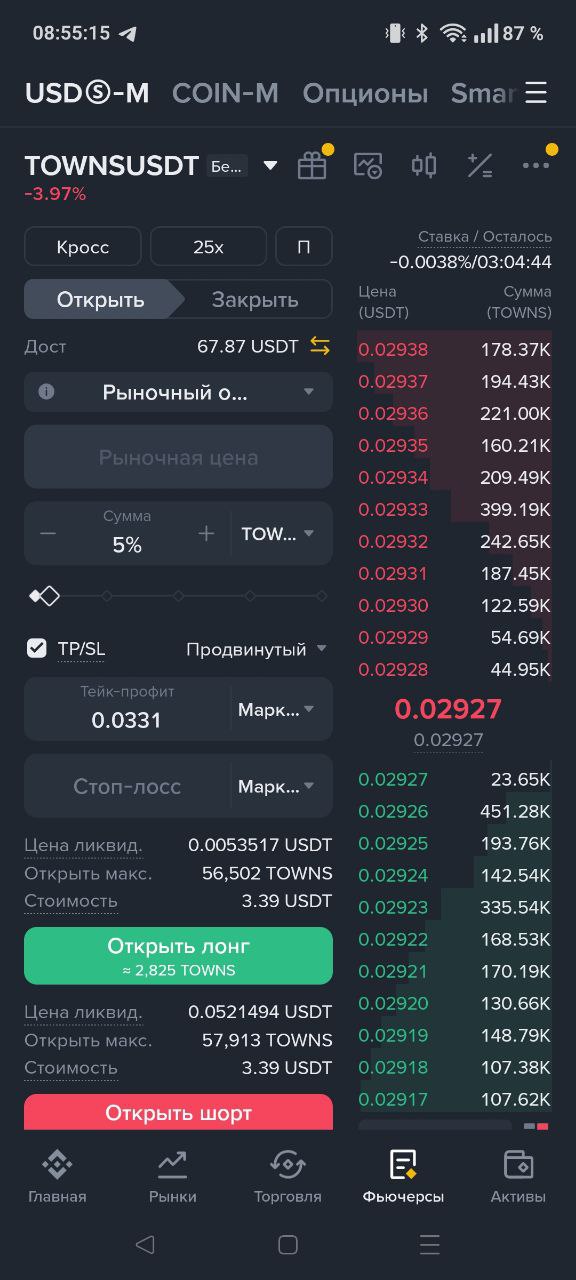 08:55:15
87 %
USDⓈ-M COIN-M Опционы Smar
TOWNSUSDT Бе...
-3.97%
Кросс 25x П
Открыть Закрыть
Дост 67.87 USDT
Рыночный о...
Рыночная цена
Сумма
5%
TOW...
TP/SL Продвинутый
Тейк-профит
0.0331
Марк...
Стоп-лосс Марк...
Цена ликвид. 0.0053517 USDT
Открыть макс. 56,502 TOWNS
Стоимость 3.39 USDT
Открыть лонг
≈ 2,825 TOWNS
Цена ликвид. 0.0521494 USDT
Открыть макс. 57,913 TOWNS
Стоимость 3.39 USDT
Открыть шорт
Ставка / Осталось
-0.0038%/03:04:44
Цена Сумма
(USDT) (TOWNS)
0.02938 178.37K
0.02937 194.43K
0.02936 221.00K
0.02935 160.21K
0.02934 209.49K
0.02933 399.19K
0.02932 242.65K
0.02931 187.45K
0.02930 122.59K
0.02929 54.69K
0.02928 44.95K
0.02927
0.02927
0.02927 23.65K
0.02926 451.28K
0.02925 193.76K
0.02924 142.54K
0.02923 335.54K
0.02922 168.53K
0.02921 170.19K
0.02920 130.66K
0.02919 148.79K
0.02918 107.38K
0.02917 107.62K
Главная Рынки Торговля Фьючерсы Активы